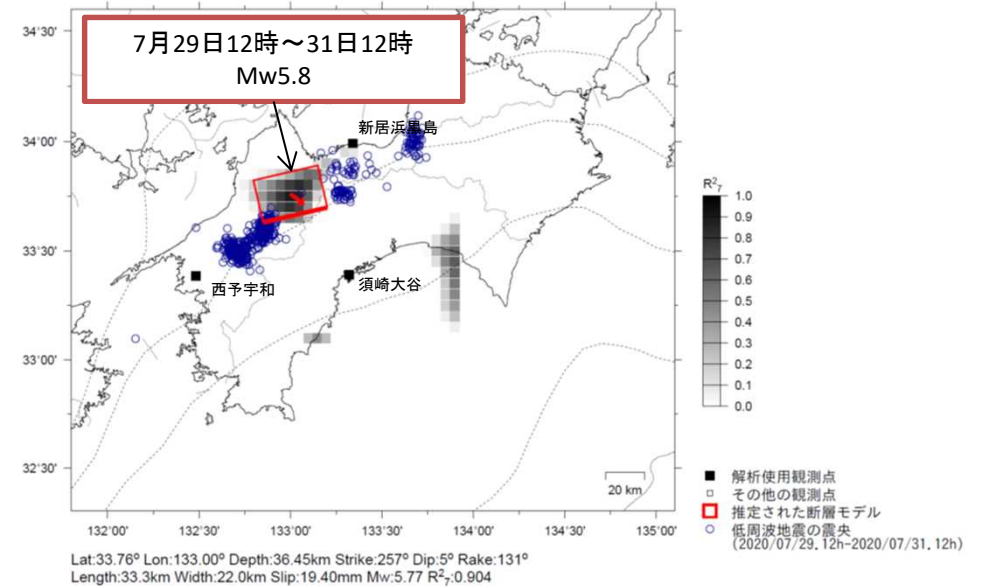 7月29日12時～31日12時
Mw5.8
34°30'
34°00'
33°30'
33°00'
32°30'
132°00'
132°30'
133°00'
133°30'
134°00'
134°30'
135°00'
新居浜黒島
西予宇和
須崎大谷
20 km
R²₇
1.0
0.9
0.8
0.7
0.6
0.5
0.4
0.3
0.2
0.1
0.0
解析使用観測点
その他の観測点
推定された断層モデル
低周波地震の震央
(2020/07/29.12h-2020/07/31.12h)
Lat:33.76º Lon:133.00º Depth:36.45km Strike:257º Dip:5º Rake:131º
Length:33.3km Width:22.0km Slip:19.40mm Mw:5.77 R²₇:0.904